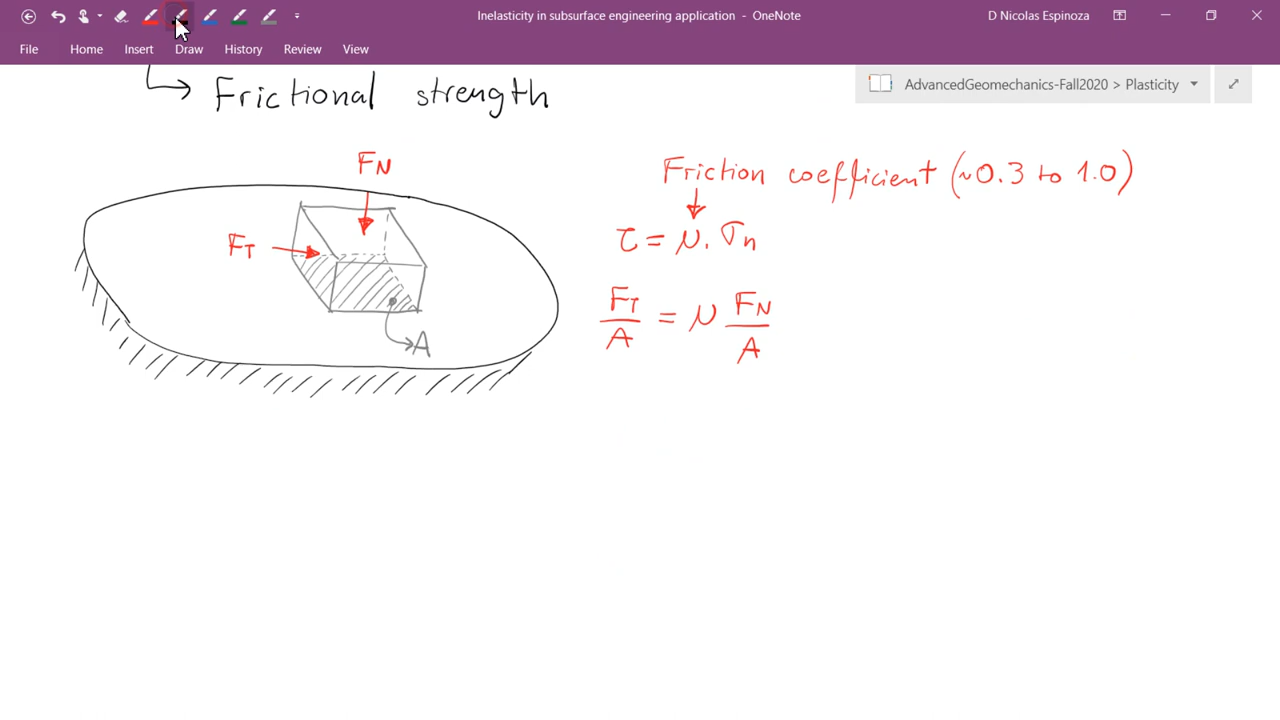 Inelasticity in subsurface engineering application - OneNote
D Nicolas Espinoza
File Home Insert Draw History Review View
AdvancedGeomechanics-Fall2020 > Plasticity
Frictional strength
FN
Friction coefficient (~0.3 to 1.0)
FT
τ = μ. σn
FT/A = μ FN/A
A